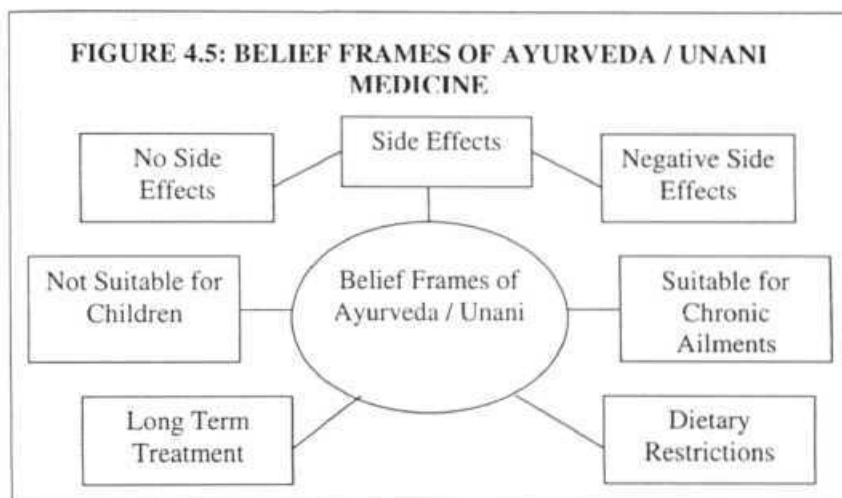 FIGURE 4.5: BELIEF FRAMES OF AYURVEDA / UNANI
MEDICINE
No Side
Effects
Side Effects
Negative Side
Effects
Not Suitable for
Children
Belief Frames of
Ayurveda / Unani
Suitable for
Chronic
Ailments
Long Term
Treatment
Dietary
Restrictions